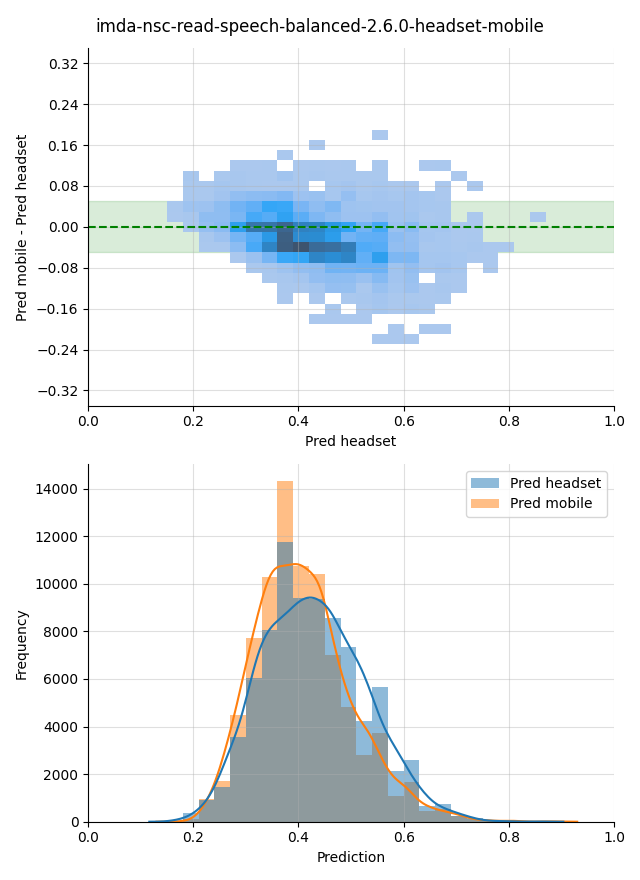 imda-nsc-read-speech-balanced-2.6.0-headset-mobile
0.32
0.24
0.16
0.08
0.00
−0.08
−0.16
−0.24
−0.32
Pred mobile - Pred headset
0.0 0.2 0.4 0.6 0.8 1.0
Pred headset
14000
12000
10000
8000
6000
4000
2000
0
Frequency
Pred headset
Pred mobile
0.0 0.2 0.4 0.6 0.8 1.0
Prediction